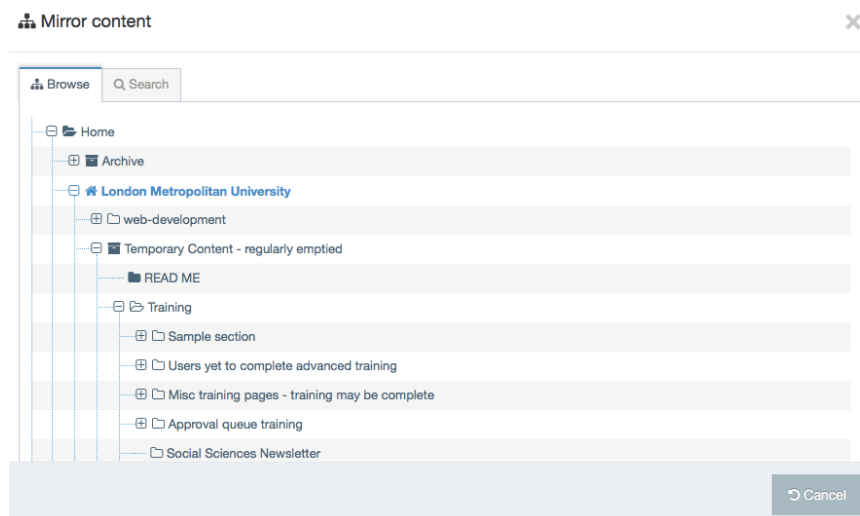 Mirror content
Browse
Search
Home
Archive
London Metropolitan University
web-development
Temporary Content - regularly emptied
READ ME
Training
Sample section
Users yet to complete advanced training
Misc training pages - training may be complete
Approval queue training
Social Sciences Newsletter
Cancel